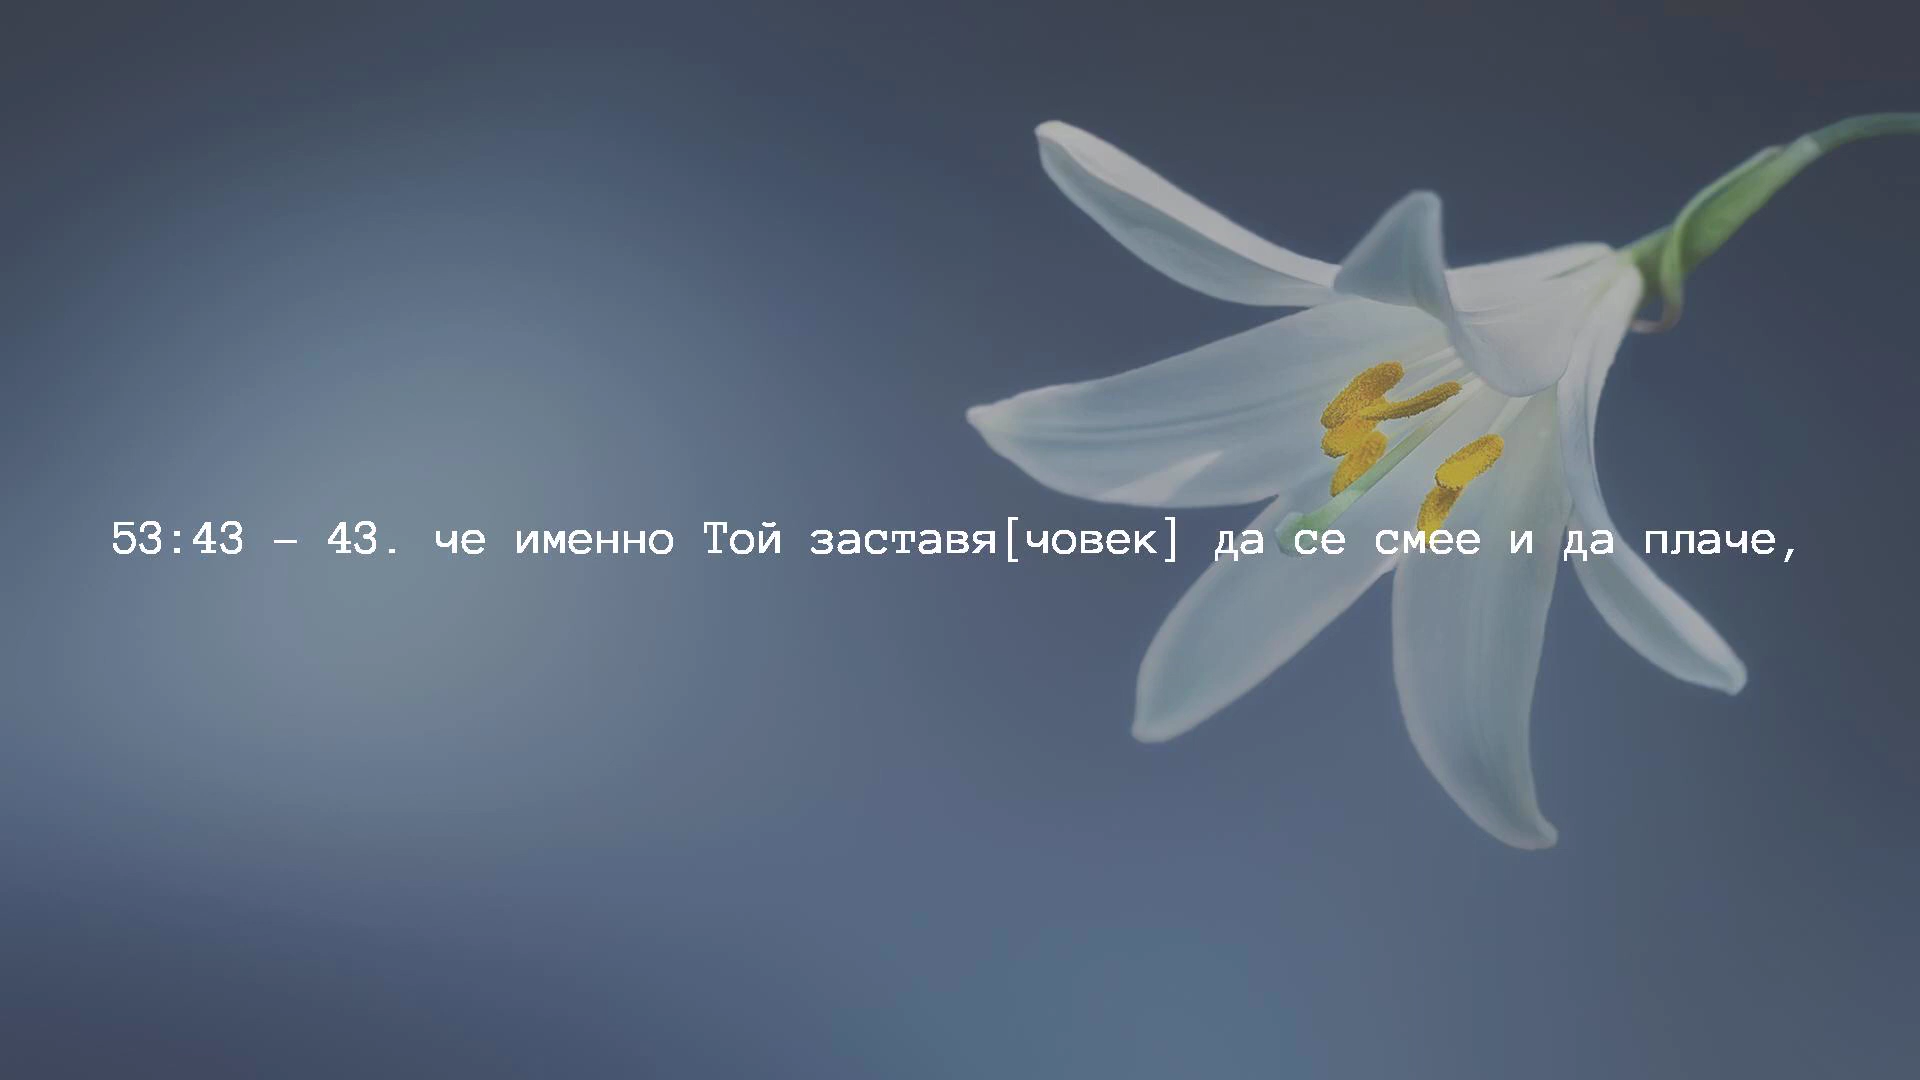 53:43 – 43. че именно Той заставя[човек] да се смее и да плаче,